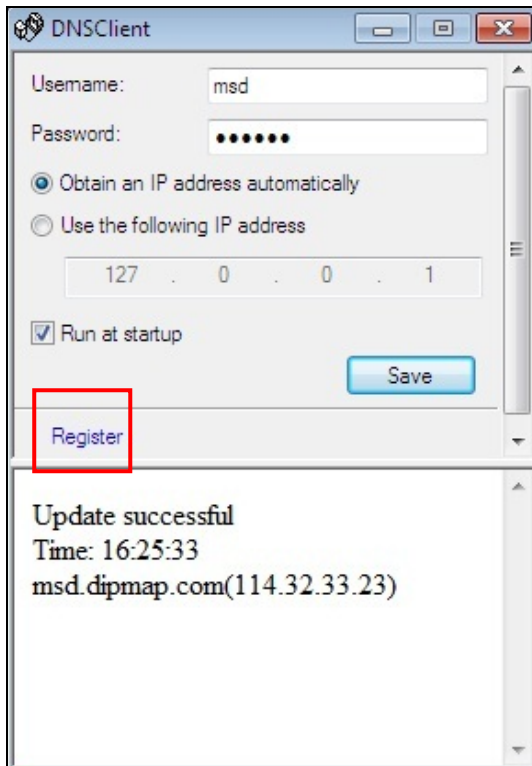 DNSClient
Username: msd
Password: ••••••
Obtain an IP address automatically
Use the following IP address
127 . 0 . 0 . 1
Run at startup
Save
Register
Update successful
Time: 16:25:33
msd.dipmap.com(114.32.33.23)